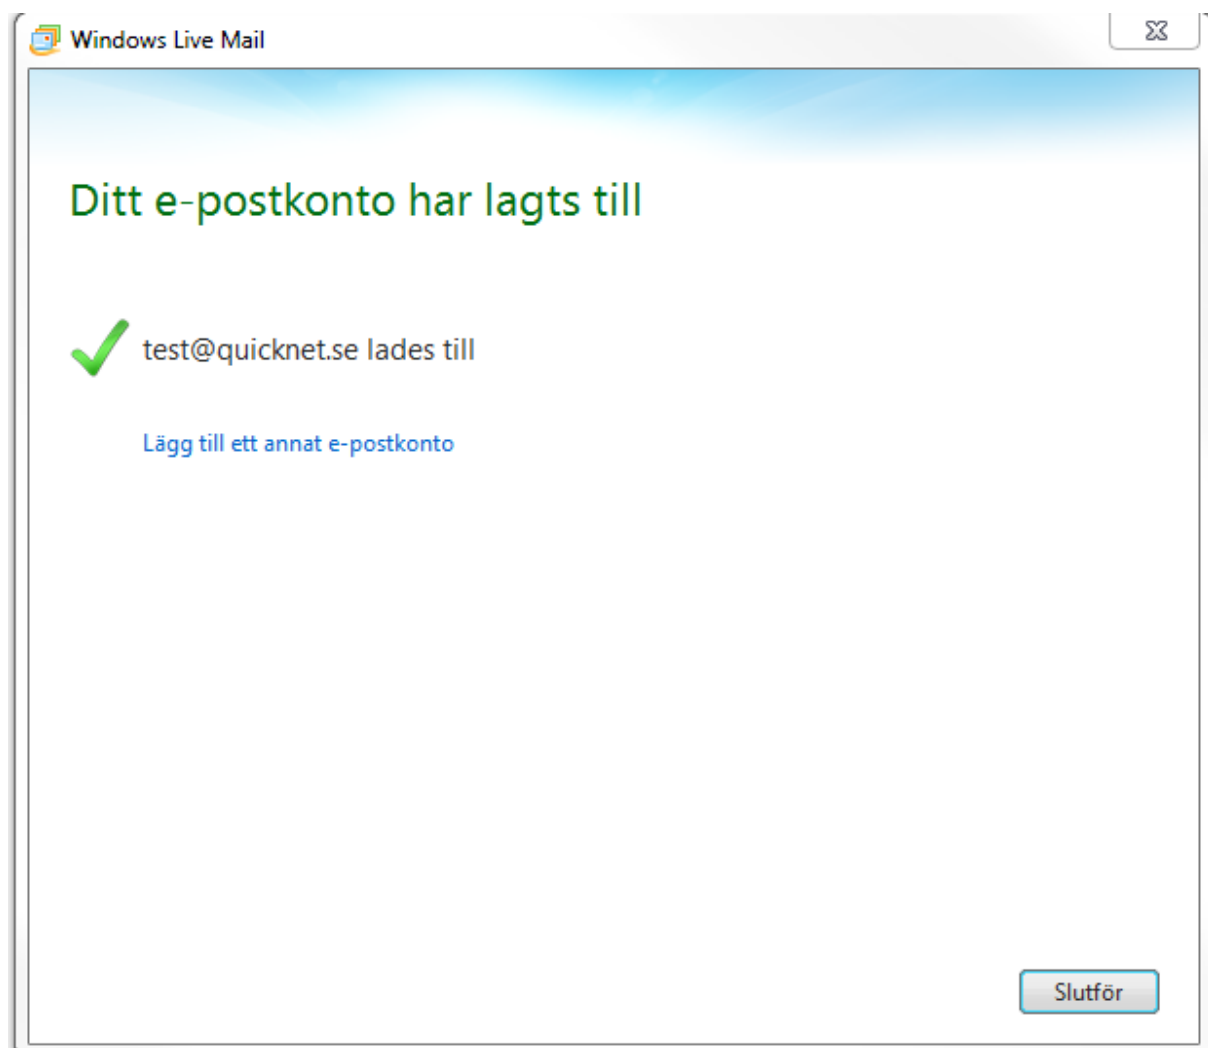 Windows Live Mail
Ditt e-postkonto har lagts till
test@quicknet.se lades till
Lägg till ett annat e-postkonto
Slutför